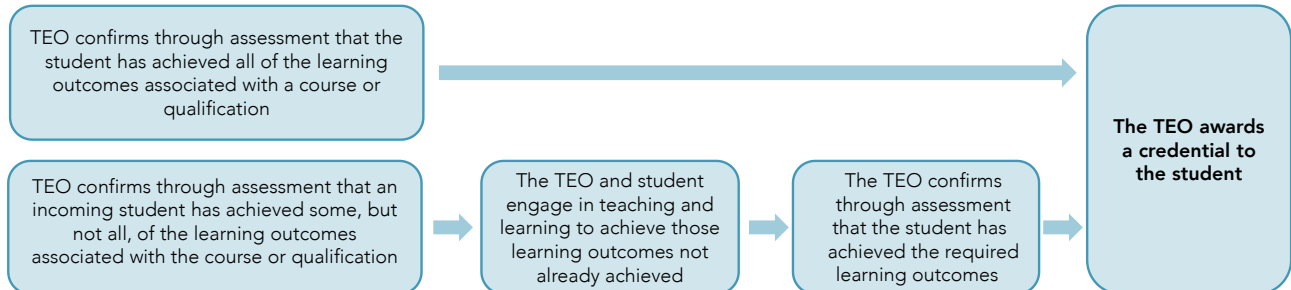 TEO confirms through assessment that the
student has achieved all of the learning
outcomes associated with a course or
qualification
The TEO awards
a credential to
the student
TEO confirms through assessment that an
incoming student has achieved some, but
not all, of the learning outcomes
associated with the course or qualification
The TEO and student
engage in teaching and
learning to achieve those
learning outcomes not
already achieved
The TEO confirms
through assessment
that the student has
achieved the required
learning outcomes